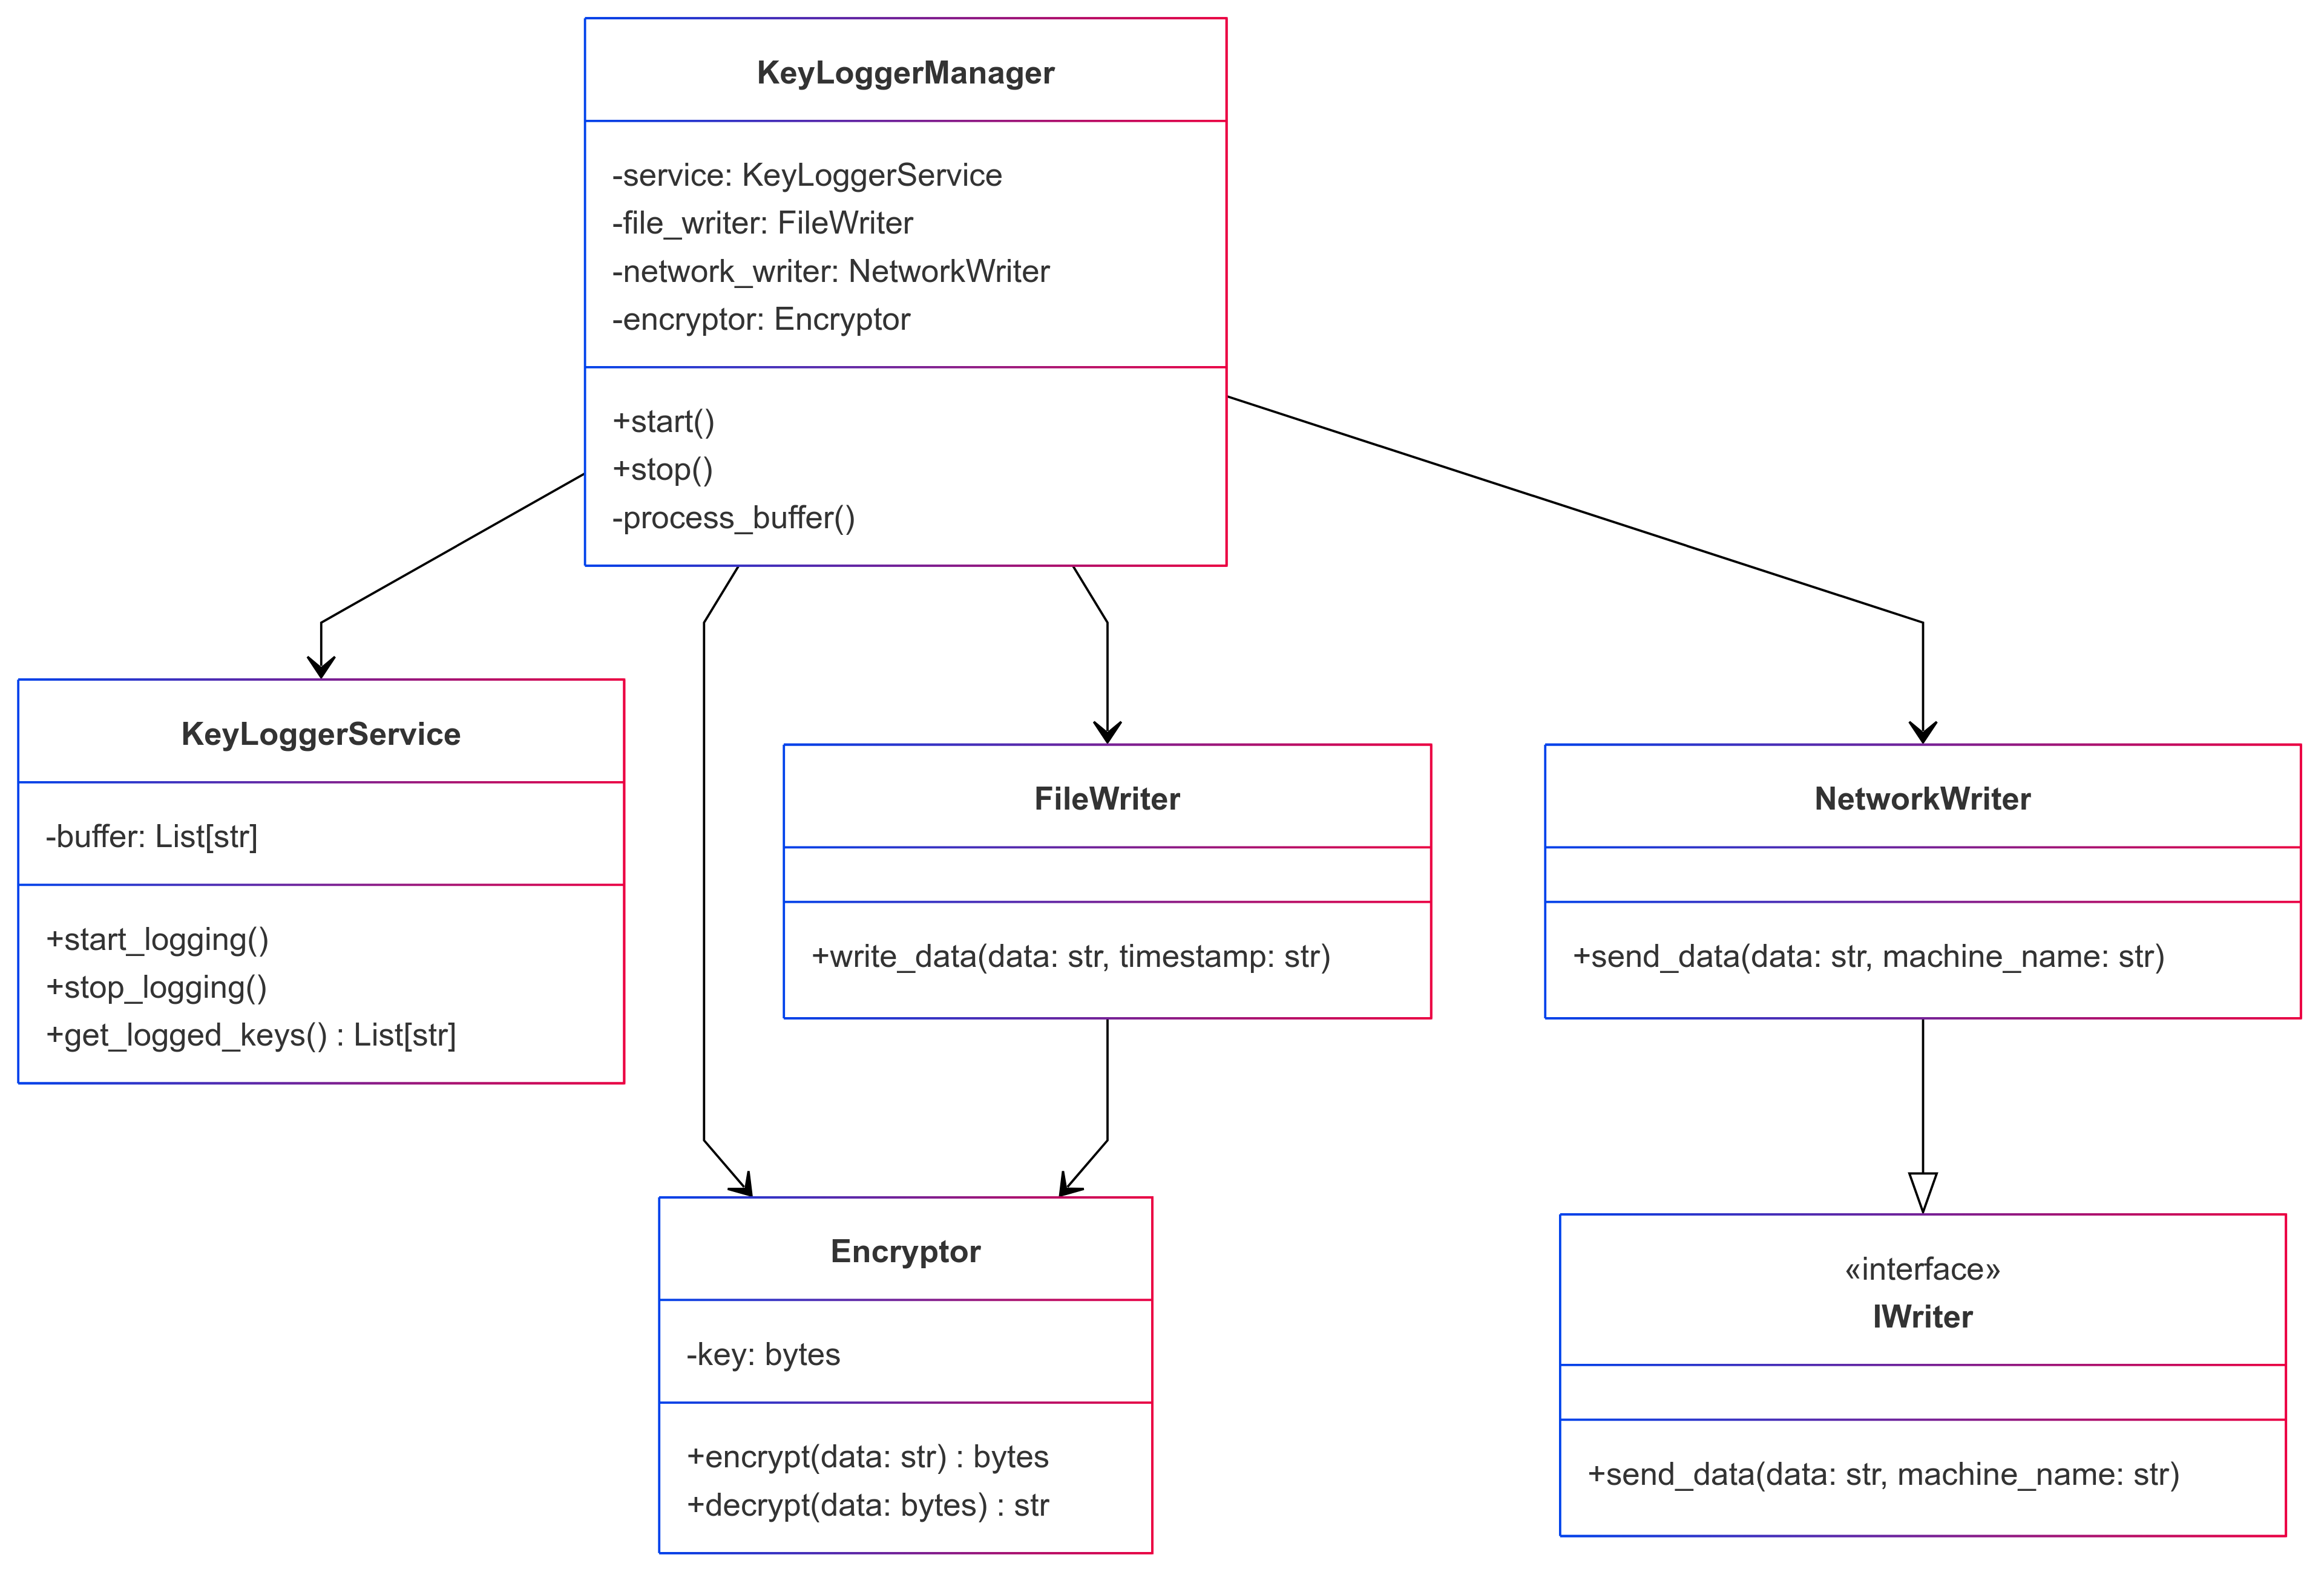 KeyLoggerManager
-service: KeyLoggerService
-file_writer: FileWriter
-network_writer: NetworkWriter
-encryptor: Encryptor
+start()
+stop()
-process_buffer()
KeyLoggerService
-buffer: List[str]
+start_logging()
+stop_logging()
+get_logged_keys() : List[str]
FileWriter
+write_data(data: str, timestamp: str)
NetworkWriter
+send_data(data: str, machine_name: str)
Encryptor
-key: bytes
+encrypt(data: str) : bytes
+decrypt(data: bytes) : str
«interface»
IWriter
+send_data(data: str, machine_name: str)